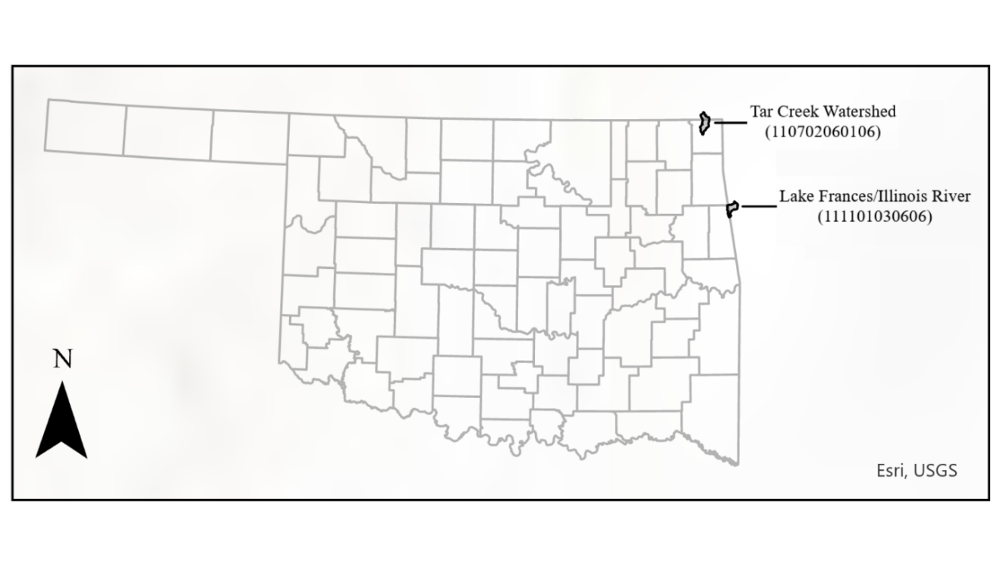 Tar Creek Watershed
(110702060106)
Lake Frances/Illinois River
(111101030606)
N
Esri, USGS